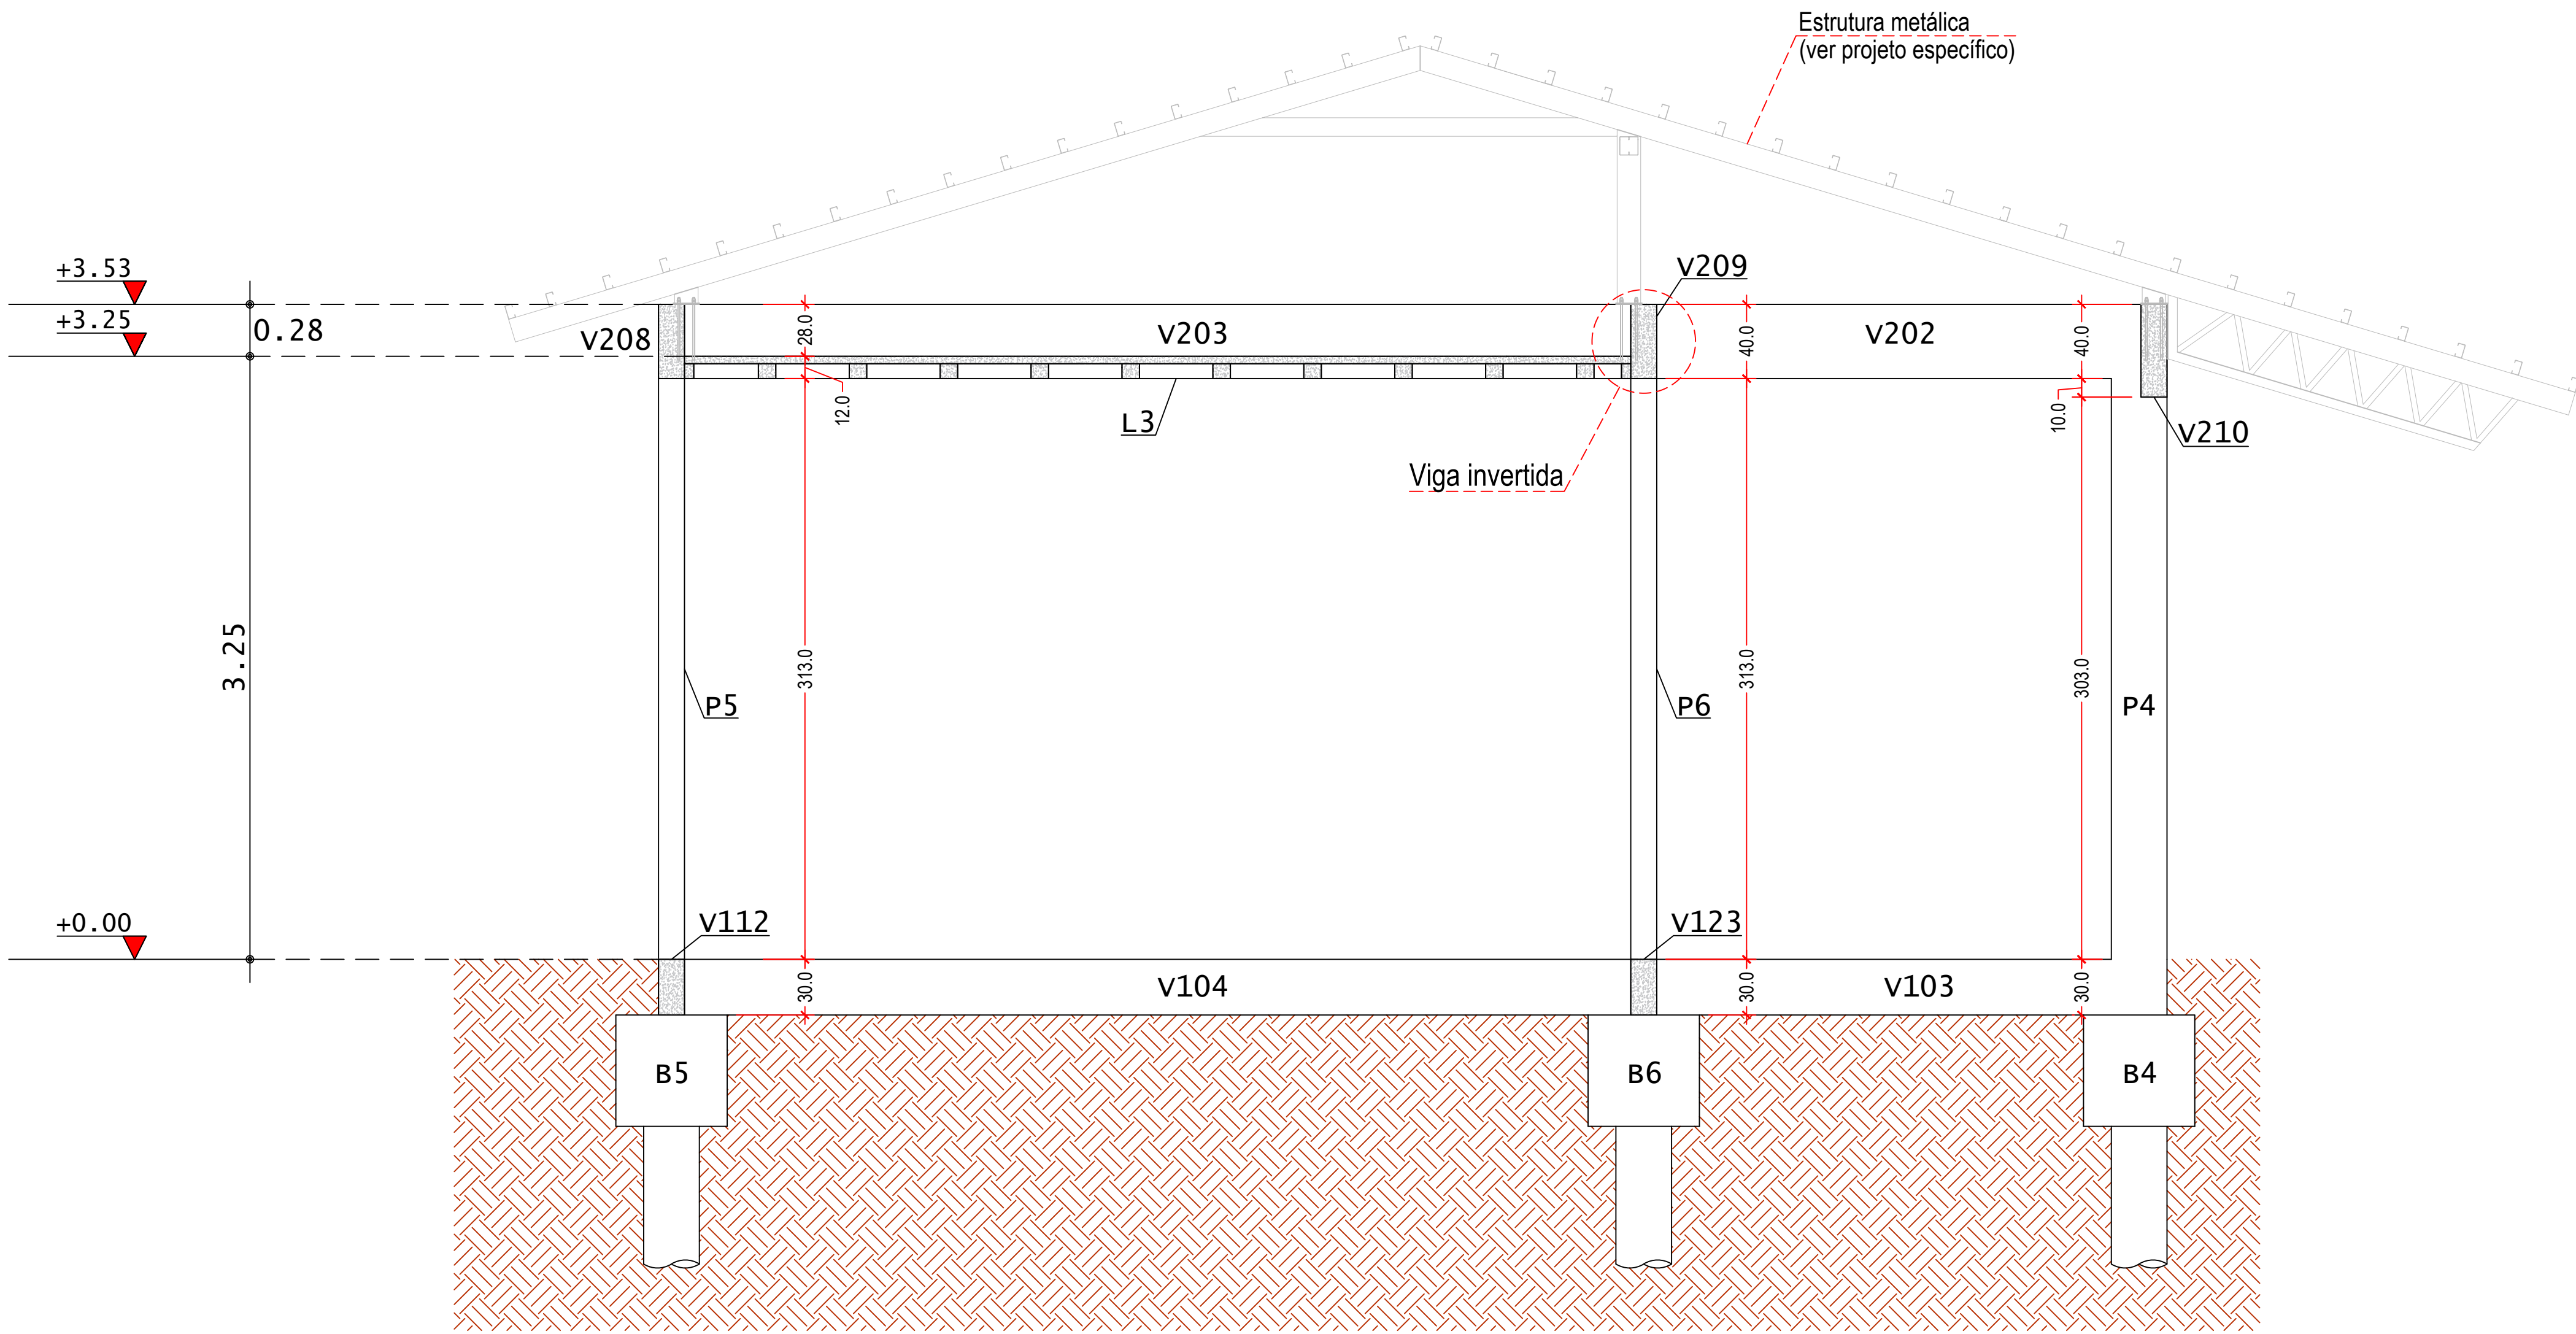 Estrutura metálica
(ver projeto específico)
+3.53
V209
+3.25
0.28
V208
28.0
V203
40.0
V202
40.0
12.0
L3
10.0
V210
Viga invertida
3.25
313.0
313.0
303.0
P5
P6
P4
+0.00
V112
V123
30.0
V104
30.0
V103
30.0
B5
B6
B4